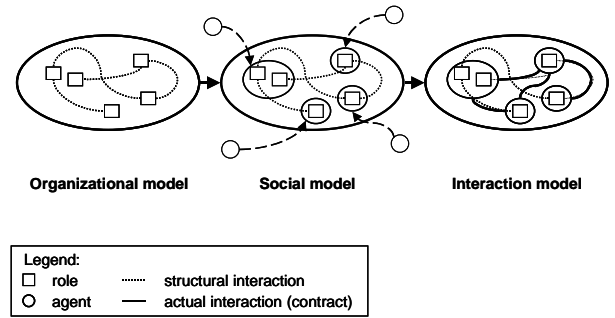 Organizational model Social model Interaction model
Legend:
role structural interaction
agent actual interaction (contract)